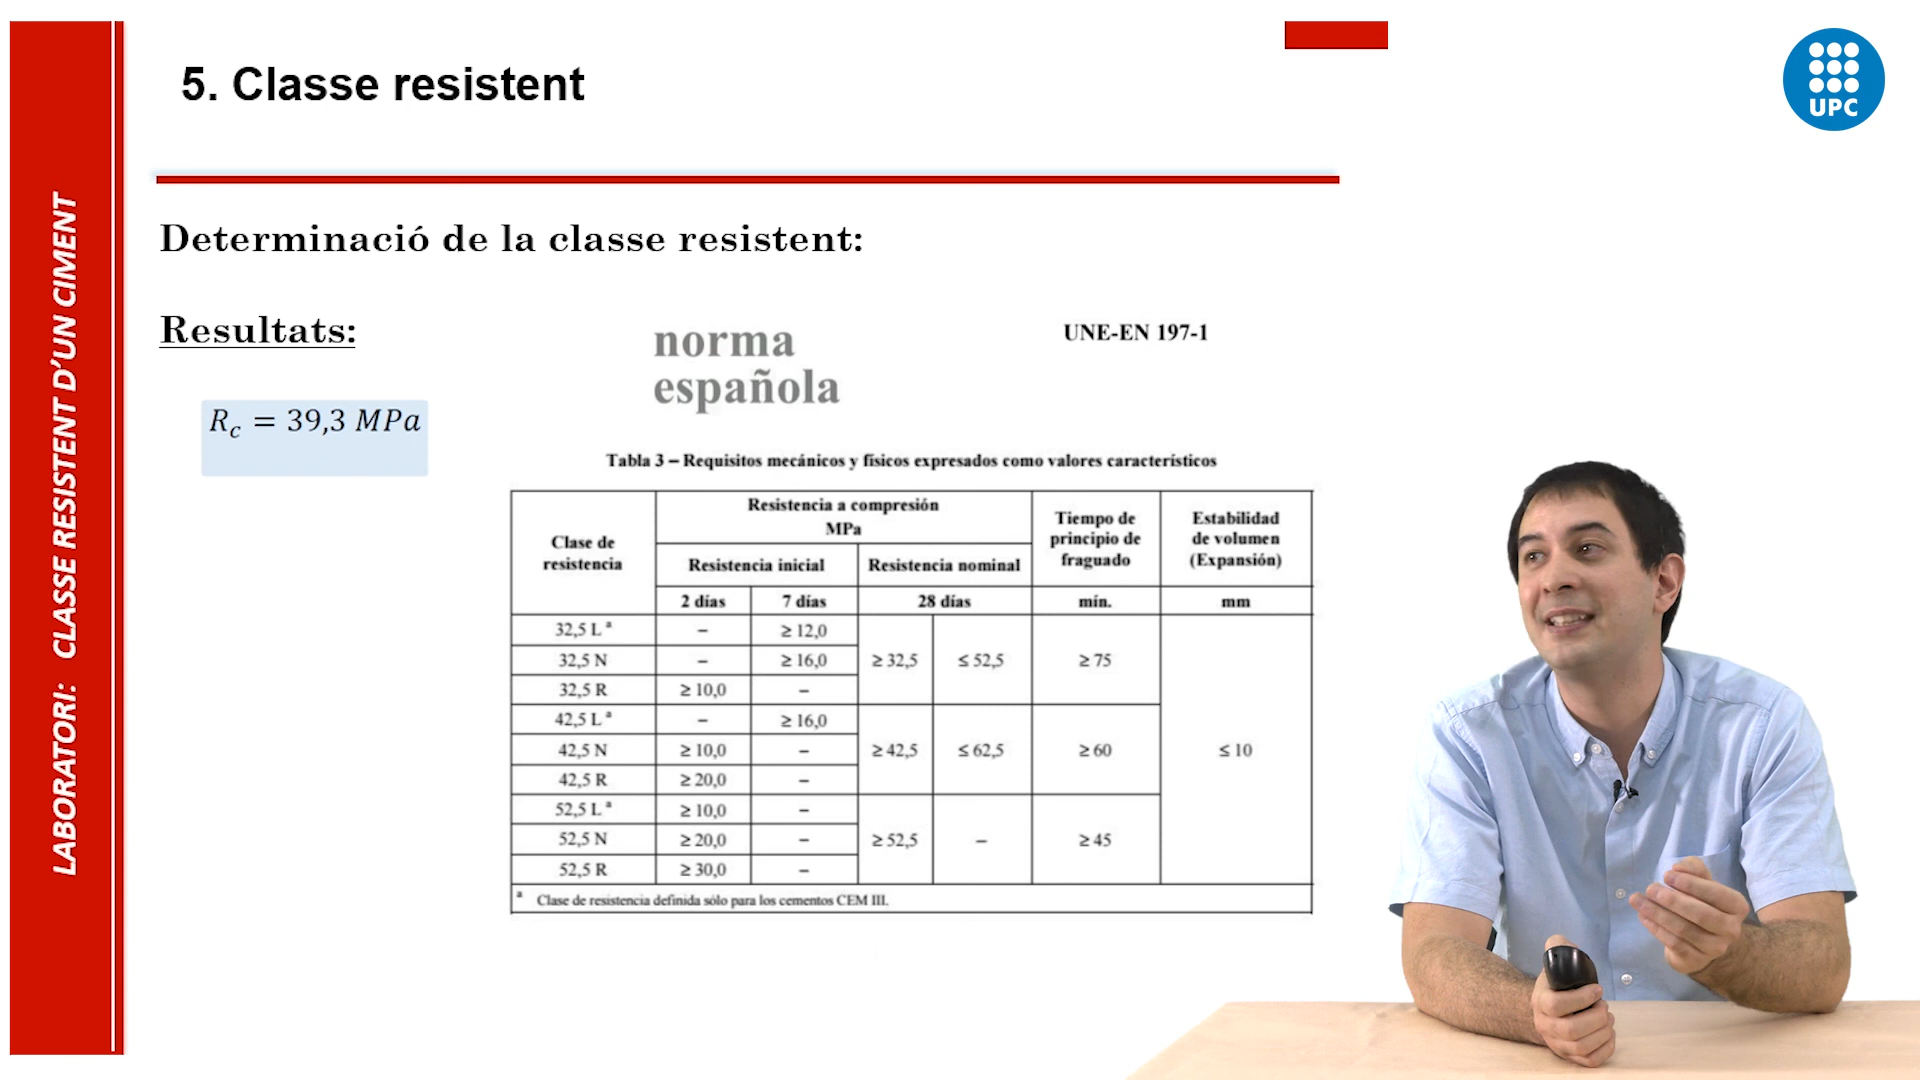 5. Classe resistent
UPC
LABORATORI: CLASSE RESISTENT D'UN CIMENT
Determinació de la classe resistent:
Resultats:
R_c = 39,3 MPa
norma
española
UNE-EN 197-1
Tabla 3 – Requisitos mecánicos y físicos expresados como valores característicos
Clase de
resistencia
Resistencia a compresión
MPa
Tiempo de
principio de
fraguado
Estabilidad
de volumen
(Expansión)
Resistencia inicial
Resistencia nominal
2 días 7 días 28 días min. mm
32,5 L ª – ≥ 12,0
32,5 N – ≥ 16,0 ≥ 32,5 ≤ 52,5 ≥ 75
32,5 R ≥ 10,0 –
42,5 L ª – ≥ 16,0
42,5 N ≥ 10,0 – ≥ 42,5 ≤ 62,5 ≥ 60 ≤ 10
42,5 R ≥ 20,0 –
52,5 L ª ≥ 10,0 –
52,5 N ≥ 20,0 – ≥ 52,5 – ≥ 45
52,5 R ≥ 30,0 –
ª Clase de resistencia definida sólo para los cementos CEM III.